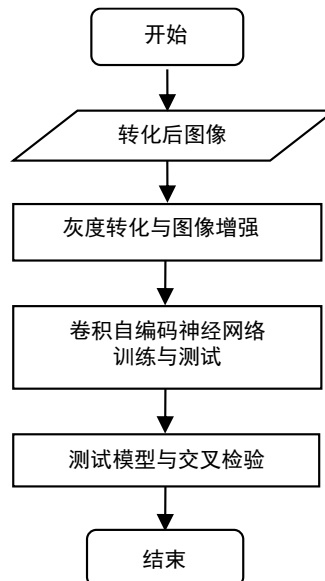 开始
转化后图像
灰度转化与图像增强
卷积自编码神经网络
训练与测试
测试模型与交叉检验
结束